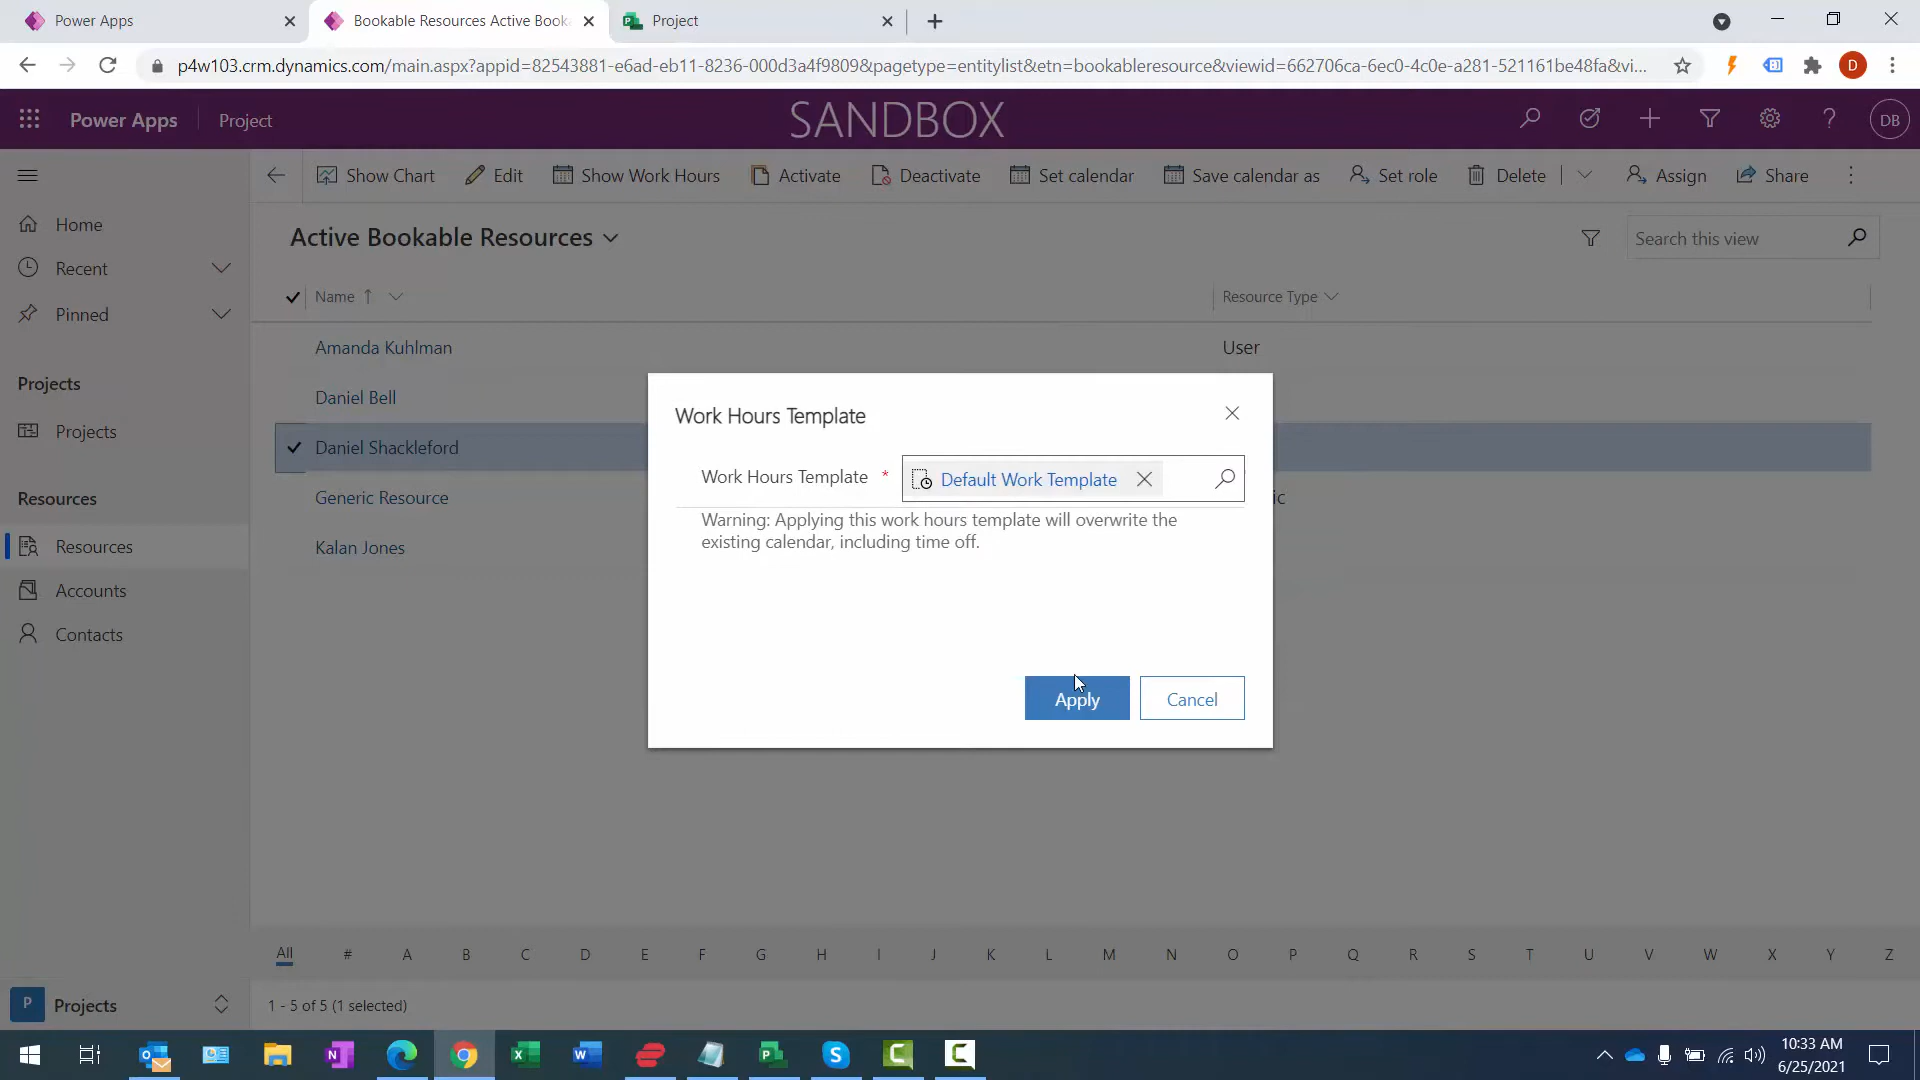 Power Apps
Bookable Resources Active Book
Project
p4w103.crm.dynamics.com/main.aspx?appid=82543881-e6ad-eb11-8236-000d3a4f9809&pagetype=entitylist&etn=bookableresource&viewid=662706ca-6ec0-4c0e-a281-521161be48fa&vi...
D
Power Apps
Project
SANDBOX
DB
Show Chart
Edit
Show Work Hours
Activate
Deactivate
Set calendar
Save calendar as
Set role
Delete
Assign
Share
Home
Recent
Pinned
Projects
Projects
Resources
Resources
Accounts
Contacts
Active Bookable Resources
Search this view
Name
Resource Type
Amanda Kuhlman
User
Daniel Bell
Daniel Shackleford
Generic Resource
ic
Kalan Jones
Work Hours Template
Work Hours Template *
Default Work Template
Warning: Applying this work hours template will overwrite the
existing calendar, including time off.
Apply
Cancel
All # A B C D E F G H I J K L M N O P Q R S T U V W X Y Z
P
Projects
1 - 5 of 5 (1 selected)
10:33 AM
6/25/2021